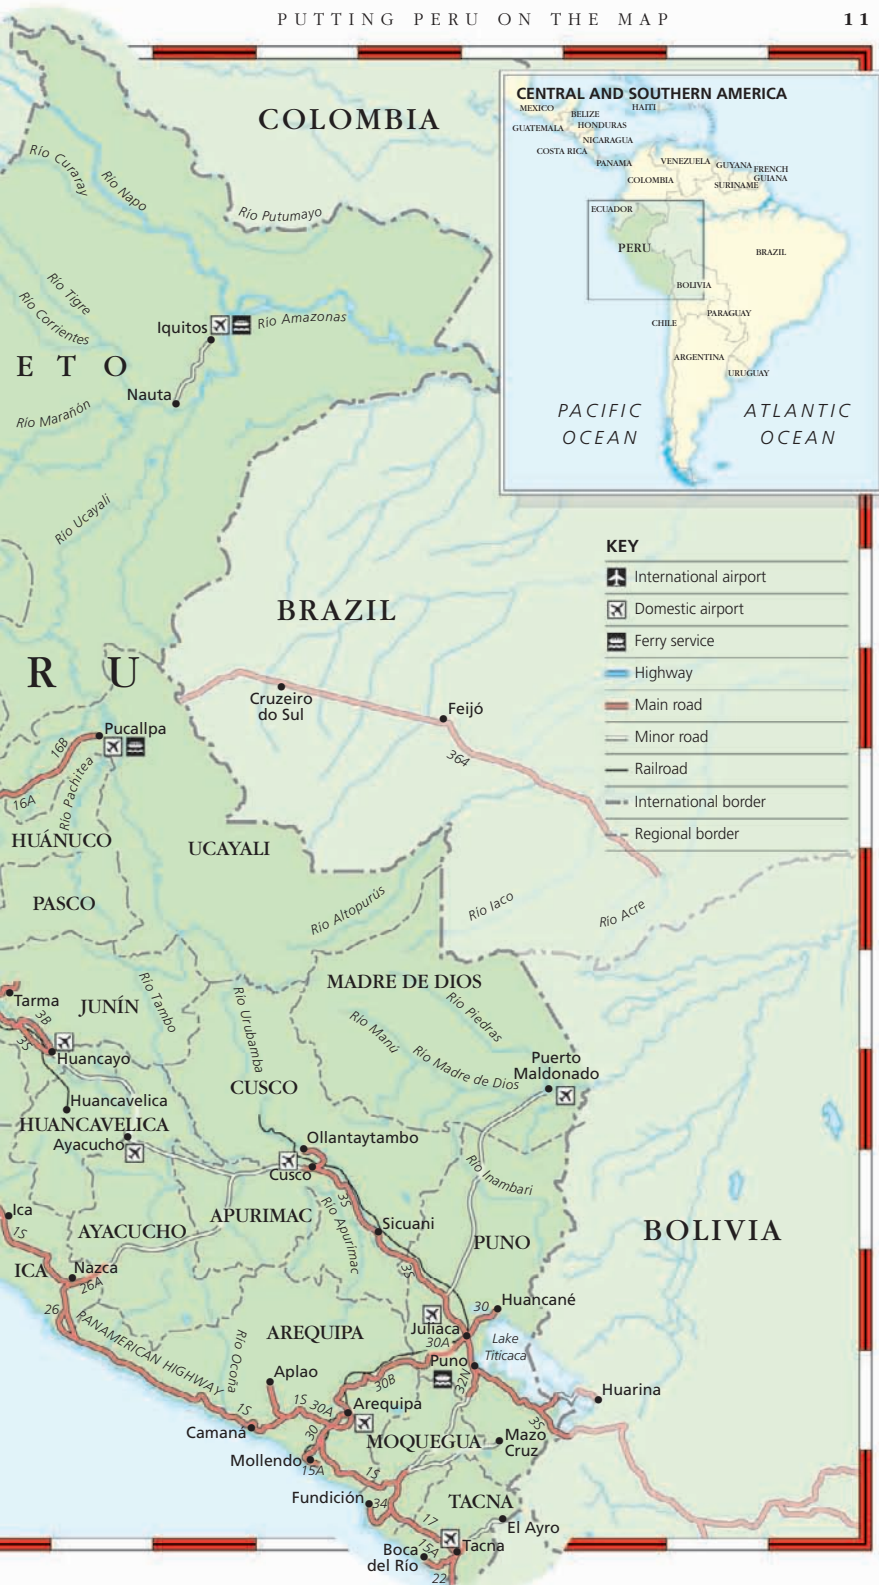 PUTTING PERU ON THE MAP 11
CENTRAL AND SOUTHERN AMERICA
MEXICO
HAITI
BELIZE
GUATEMALA
HONDURAS
NICARAGUA
COSTA RICA
PANAMA
VENEZUELA
GUYANA
FRENCH
GUIANA
COLOMBIA
SURINAME
ECUADOR
PERU
BRAZIL
BOLIVIA
PARAGUAY
CHILE
ARGENTINA
URUGUAY
PACIFIC
OCEAN
ATLANTIC
OCEAN
COLOMBIA
Río Curaray
Río Napo
Río Putumayo
Río Tigre
Río Corrientes
Iquitos
Río Amazonas
E T O
Nauta
Río Marañón
Río Ucayali
KEY
International airport
Domestic airport
Ferry service
Highway
Main road
Minor road
Railroad
International border
Regional border
BRAZIL
R U
Cruzeiro
do Sul
Feijó
364
Pucallpa
16B
16A
Río Pachitea
HUÁNUCO
UCAYALI
PASCO
Río Altopurús
Río Iaco
Río Acre
MADRE DE DIOS
Tarma
JUNÍN
Río Tambo
Río Urubamba
Río Piedras
Río Manú
Río Madre de Dios
3B
3S
Huancayo
Puerto
Maldonado
CUSCO
Huancavelica
HUANCAVELICA
Ayacucho
Ollantaytambo
Cusco
3S
Río Inambari
Río Apurimac
Ica
1S
AYACUCHO
APURIMAC
Sicuani
PUNO
BOLIVIA
ICA
Nazca
26A
3S
26
PANAMERICAN HIGHWAY
30
Huancané
Juliaca
30A
AREQUIPA
Río Ocoña
Lake
Titicaca
Puno
Aplao
30B
32N
Huarina
1S
1S
30A
Arequipa
3S
Camaná
30
MOQUEGUA
Mazo
Cruz
Mollendo
15A
1S
Fundición
34
TACNA
17
El Ayro
Boca
del Río
15A
Tacna
22